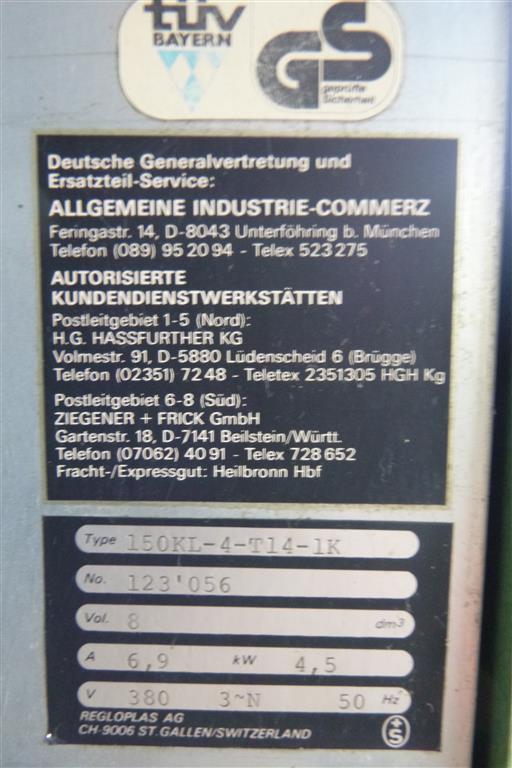 tüv
BAYERN
GS
geprüfte
Sicherheit
Deutsche Generalvertretung und
Ersatzteil-Service:
ALLGEMEINE INDUSTRIE-COMMERZ
Feringastr. 14, D-8043 Unterföhring b. München
Telefon (089) 95 20 94 - Telex 523 275
AUTORISIERTE
KUNDENDIENSTWERKSTÄTTEN
Postleitgebiet 1-5 (Nord):
H.G. HASSFURTHER KG
Volmestr. 91, D-5880 Lüdenscheid 6 (Brügge)
Telefon (02351) 72 48 - Teletex 2351305 HGH Kg
Postleitgebiet 6-8 (Süd):
ZIEGENER + FRICK GmbH
Gartenstr. 18, D-7141 Beilstein/Württ.
Telefon (07062) 40 91 - Telex 728 652
Fracht-/Expressgut: Heilbronn Hbf
Type 150KL-4-T14-1K
No. 123'056
Vol. 8 dm3
A 6,9 kW 4,5
V 380 3~N 50 Hz
REGLOPLAS AG
CH-9006 ST. GALLEN/SWITZERLAND
+S